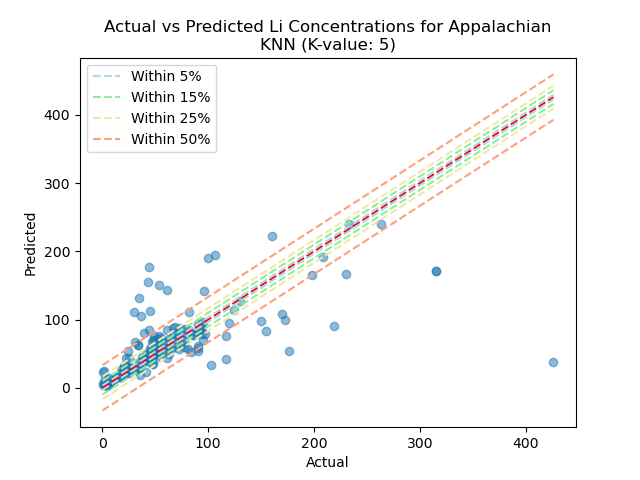 Actual vs Predicted Li Concentrations for Appalachian
KNN (K-value: 5)
Within 5%
Within 15%
Within 25%
Within 50%
400
300
200
100
0
Predicted
0 100 200 300 400
Actual